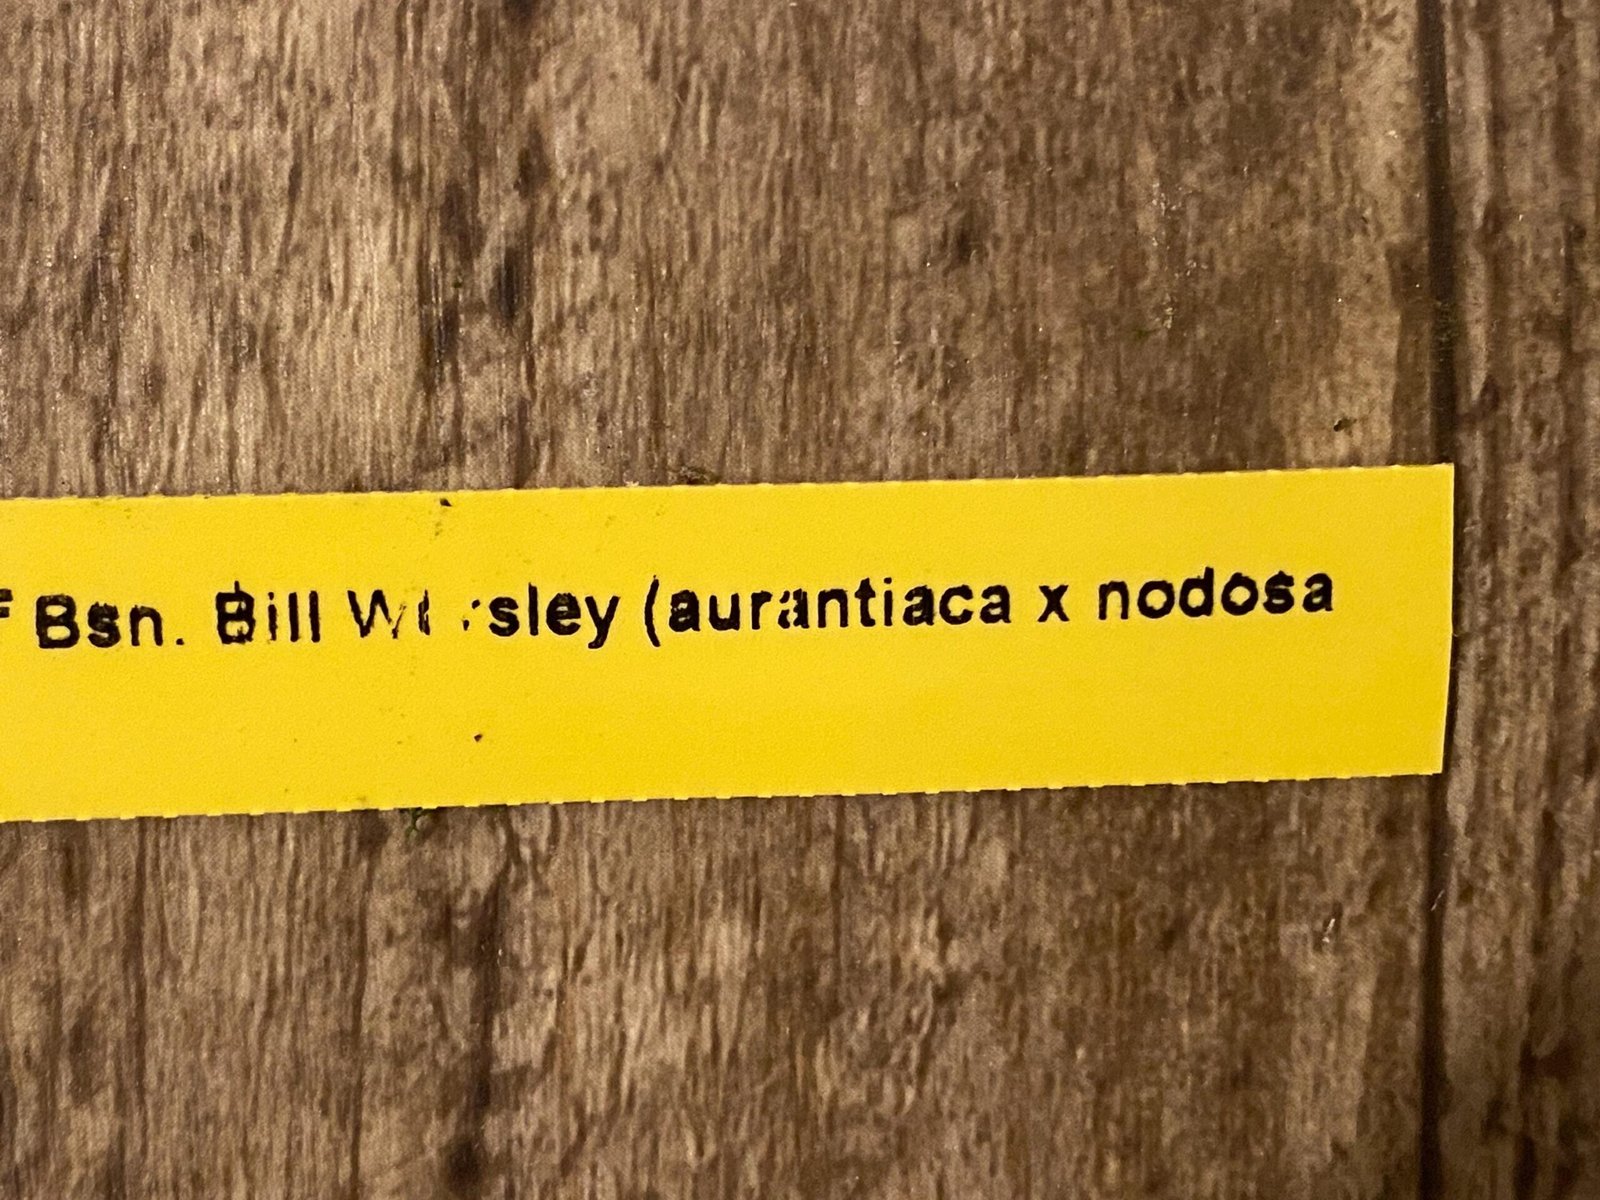 Bsn. Bill (aurantiaca x nodosa